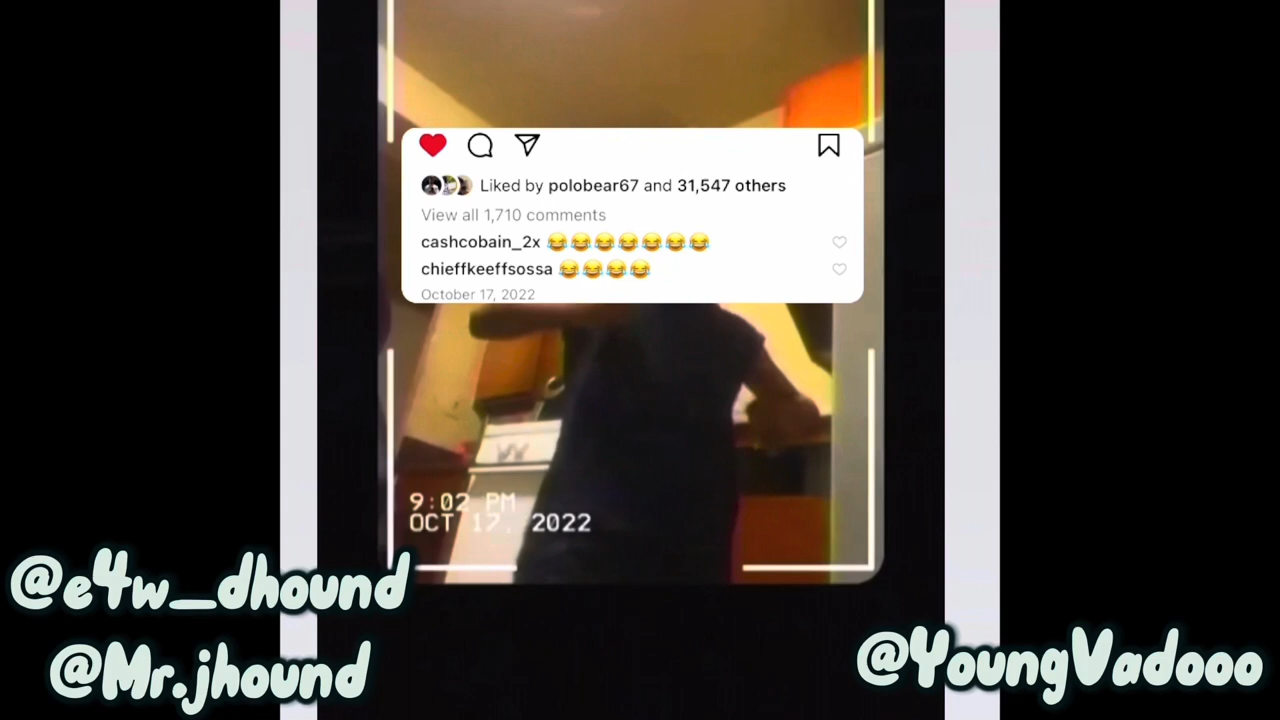 Liked by polobear67 and 31,547 others
View all 1,710 comments
cashcobain_2x 😂😂😂😂😂😂😂
chieffkeeffsossa 😂😂😂😂
October 17, 2022
9:02 PM
OCT 17, 2022
@e4w_dhound
@Mr.jhound
@YoungVadooo